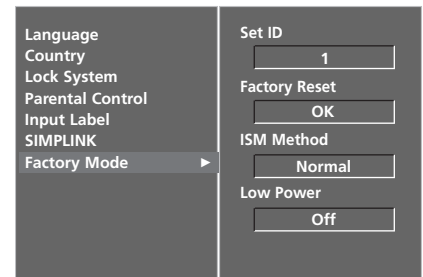 Language
Country
Lock System
Parental Control
Input Label
SIMPLINK
Factory Mode ►
Set ID
1
Factory Reset
OK
ISM Method
Normal
Low Power
Off